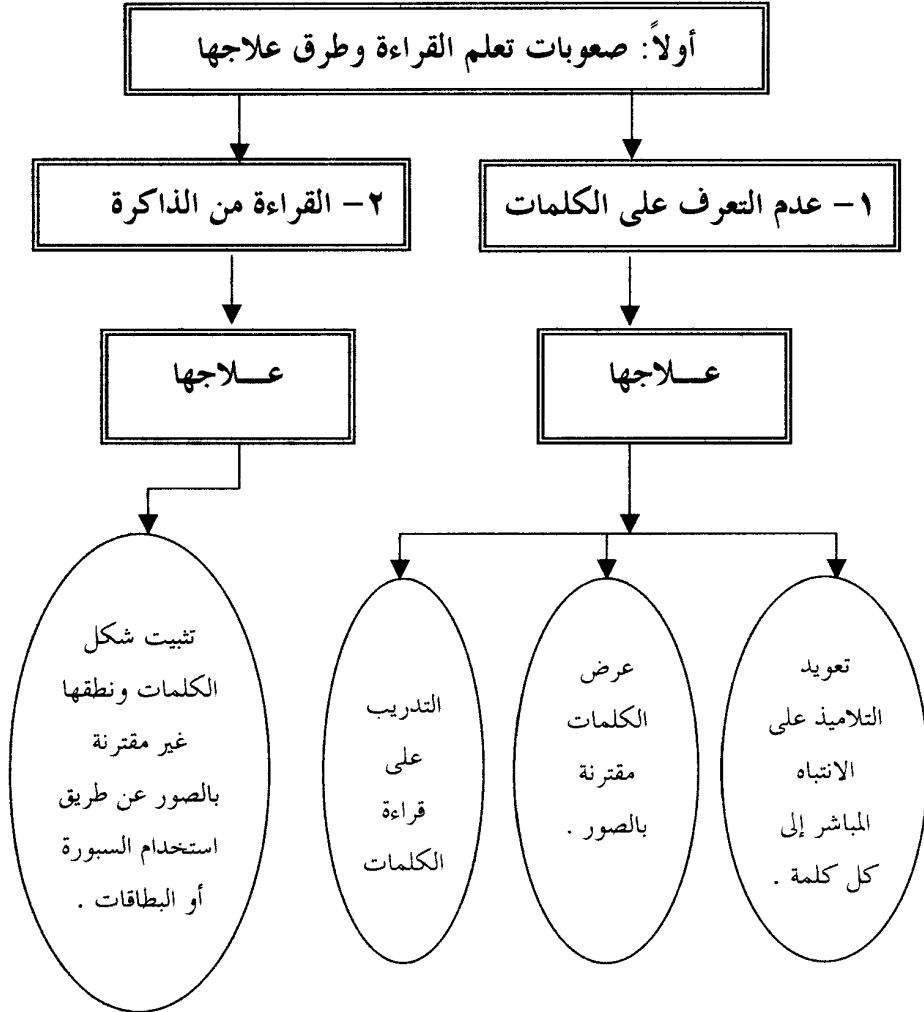 أولاً: صعوبات تعلم القراءة وطرق علاجها
١- عدم التعرف على الكلمات
٢- القراءة من الذاكرة
عـــلاجها
عـــلاجها
تعويد
التلاميذ على
الانتباه
المباشر إلى
كل كلمة .
عرض
الكلمات
مقترنة
بالصور .
التدريب
على
قراءة
الكلمات
تثبيت شكل
الكلمات ونطقها
غير مقترنة
بالصور عن طريق
استخدام السبورة
أو البطاقات .